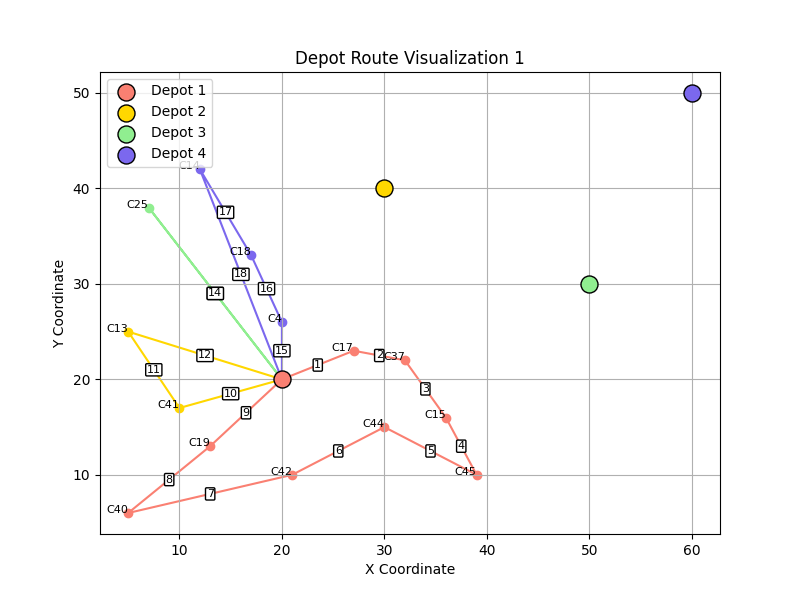 Depot Route Visualization 1
Depot 1
Depot 2
Depot 3
Depot 4
50
40
30
20
10
Y Coordinate
10
20
30
40
50
60
X Coordinate
C25
17
C18
18
16
14
C4
C13
15
C17
12
1
2
C37
11
3
10
C41
9
C15
C44
C19
4
6
5
8
C42
C45
7
C40